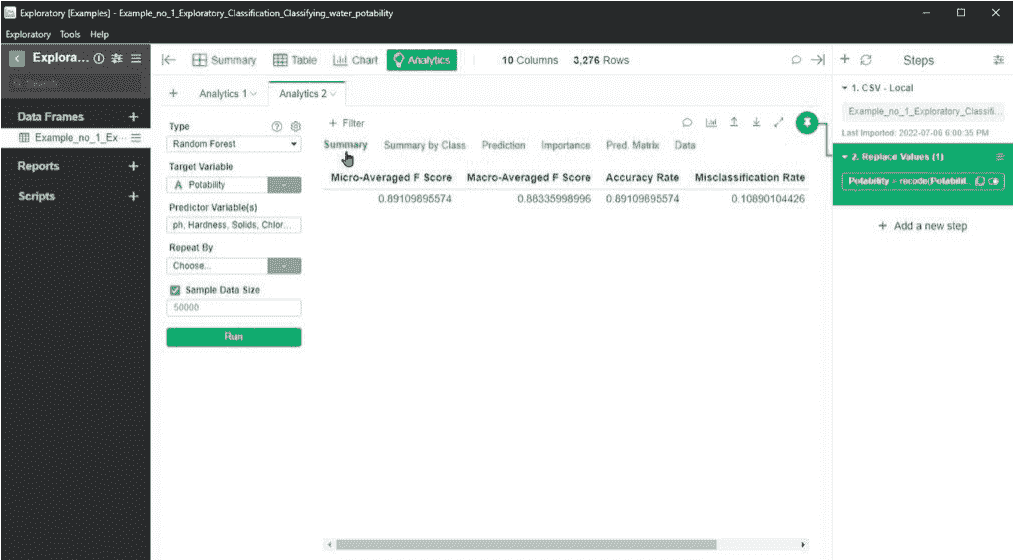 Exploratory [Examples] - Example_no_1_Exploratory_Classification_Classifying_water_potability
Exploratory Tools Help
Explora...
Summary Table Chart Analytics 10 Columns 3,276 Rows
Steps
Data Frames
Example_no_1_Ex...
Reports
Scripts
Analytics 1 Analytics 2
Type
Random Forest
Target Variable
A Potability
Predictor Variable(s)
ph, Hardness, Solids, Chlor...
Repeat By
Choose...
Sample Data Size
50000
Run
+ Filter
Summary Summary by Class Prediction Importance Pred. Matrix Data
Micro-Averaged F Score Macro-Averaged F Score Accuracy Rate Misclassification Rate
0.89109895574 0.88335998996 0.89109895574 0.10890104426
1. CSV - Local
Example_no_1_Exploratory_Classifi...
Last Imported: 2022-07-06 6:00:35 PM
2. Replace Values (1)
Potability = recode(Potabilit...
+ Add a new step